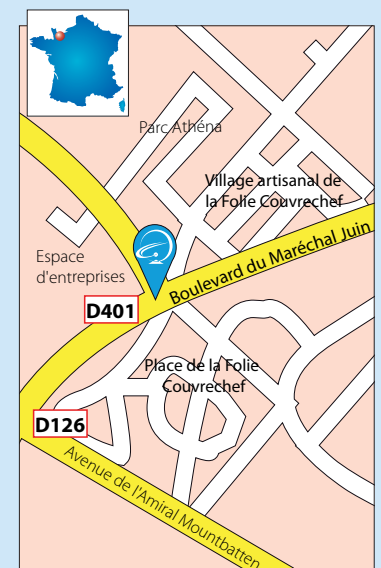 Parc Athéna
Village artisanal de
la Folie Couvrechef
Espace
d'entreprises
Boulevard du Maréchal Juin
D401
Place de la Folie
Couvrechef
D126
Avenue de l'Amiral Mountbatten